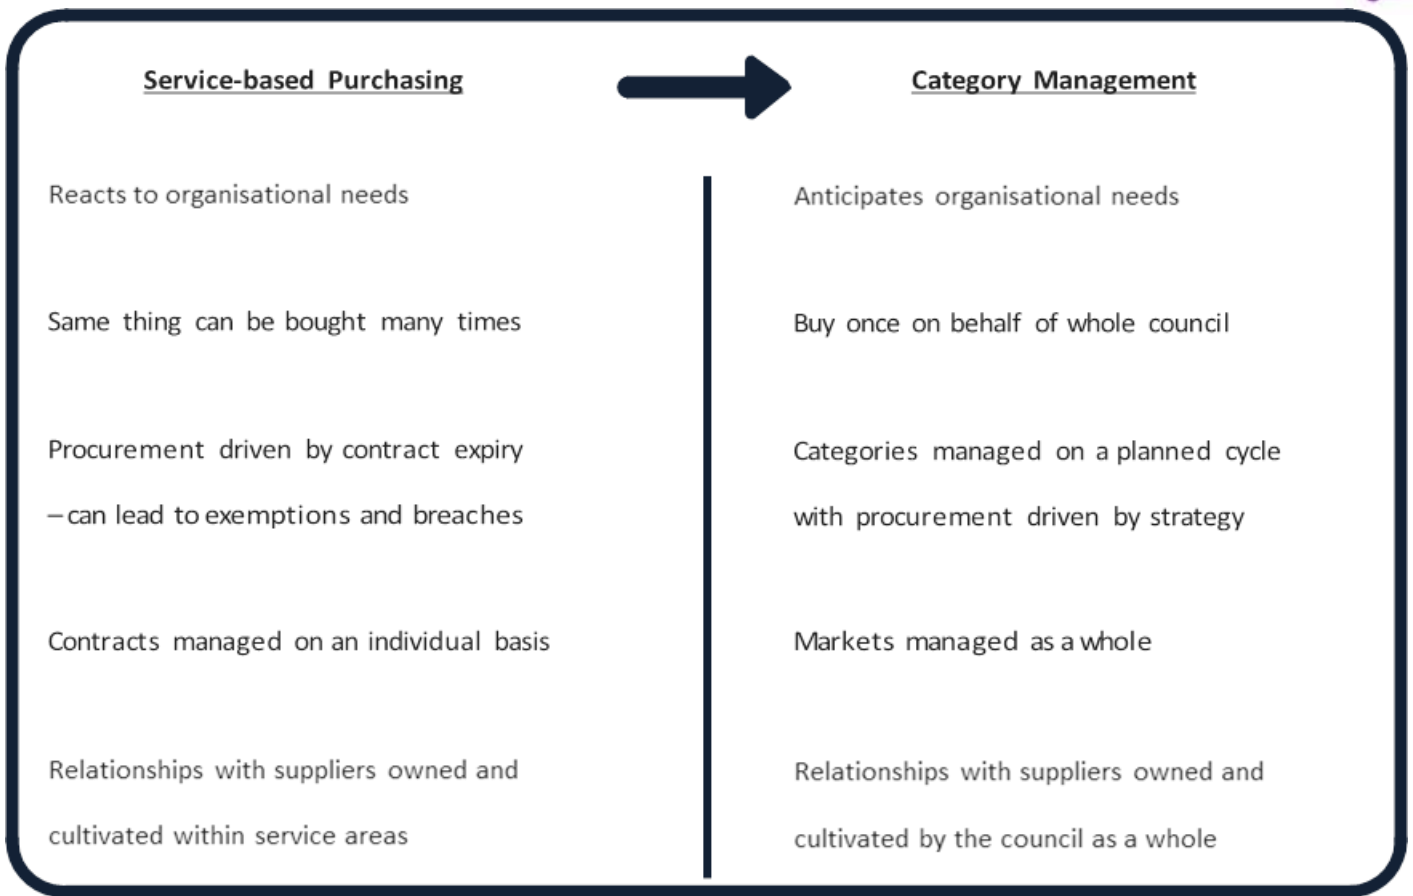 Service-based Purchasing
Category Management
Reacts to organisational needs
Anticipates organisational needs
Same thing can be bought many times
Buy once on behalf of whole council
Procurement driven by contract expiry
– can lead to exemptions and breaches
Categories managed on a planned cycle
with procurement driven by strategy
Contracts managed on an individual basis
Markets managed as a whole
Relationships with suppliers owned and
cultivated within service areas
Relationships with suppliers owned and
cultivated by the council as a whole